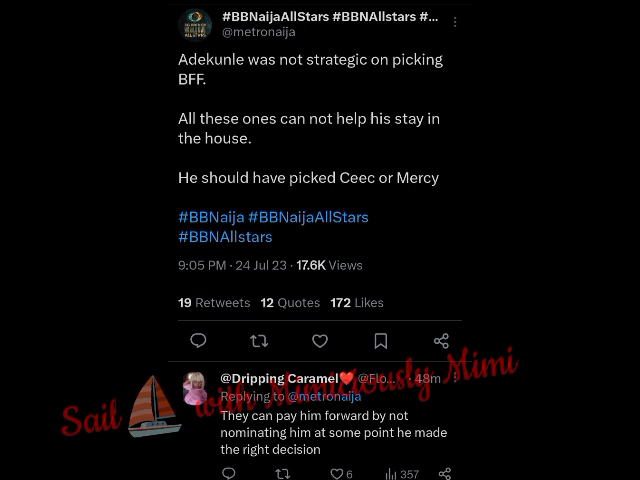 #BBNaijaAllStars #BBNAllstars #...
@metronaija
Adekunle was not strategic on picking
BFF.
All these ones can not help his stay in
the house.
He should have picked Ceec or Mercy
#BBNaija #BBNaijaAllStars
#BBNAllstars
9:05 PM · 24 Jul 23 · 17.6K Views
19 Retweets 12 Quotes 172 Likes
@Dripping Caramel❤️ @Flo... · 48m
Replying to @metronaija
Sail with Mimiciously Mimi
They can pay him forward by not
nominating him at some point he made
the right decision
6 357